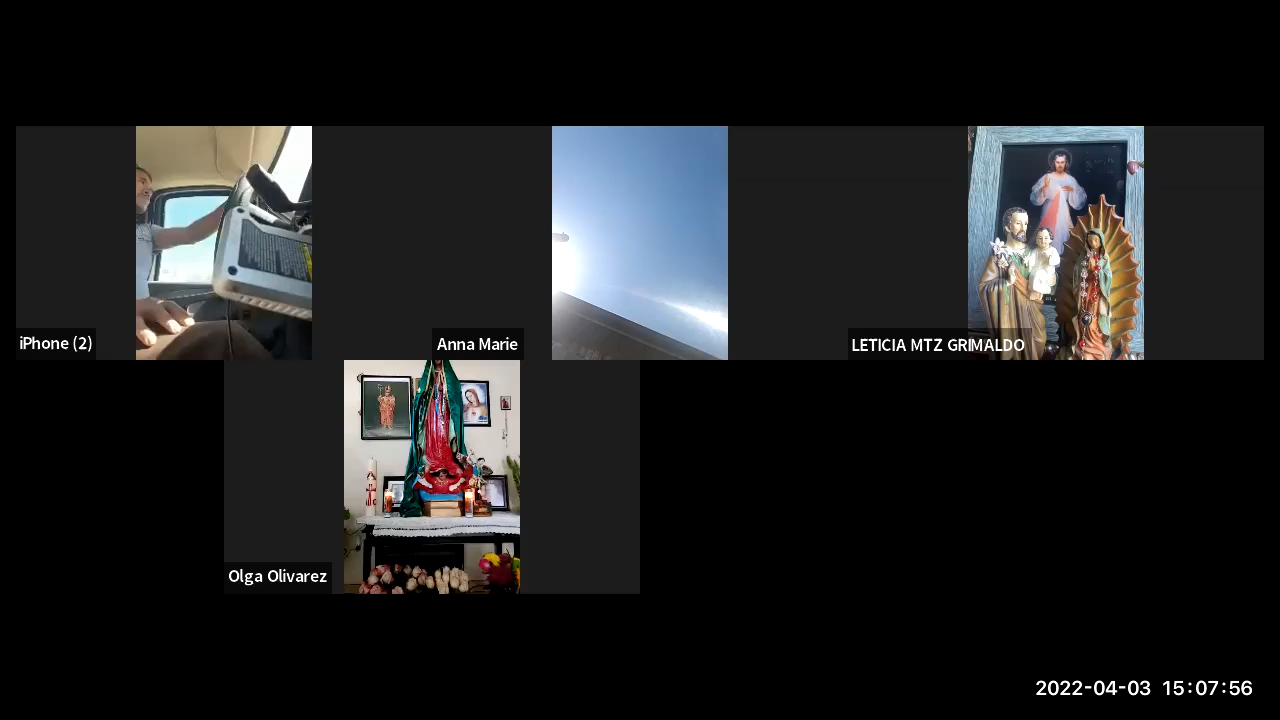 iPhone (2)
Anna Marie
LETICIA MTZ GRIMALDO
Olga Olivarez
2022-04-03 15:07:56